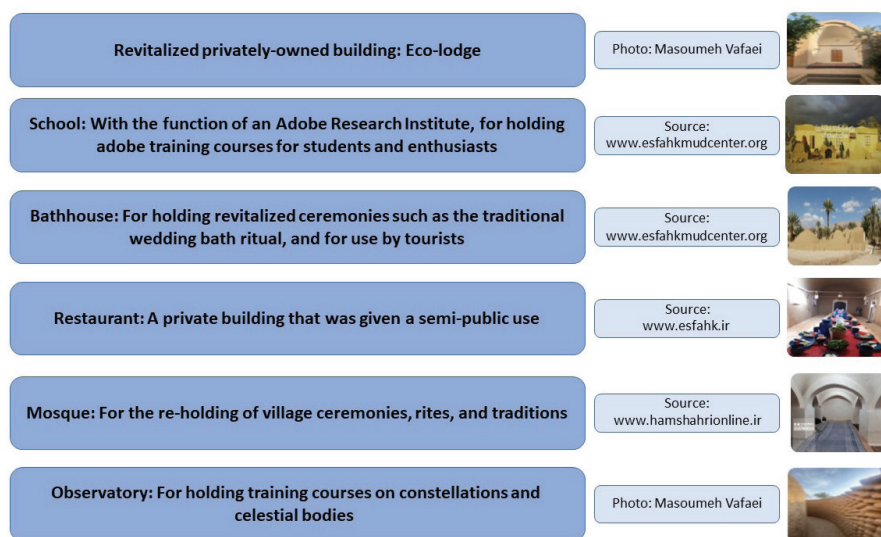 Revitalized privately-owned building: Eco-lodge
Photo: Masoumeh Vafaei
School: With the function of an Adobe Research Institute, for holding
adobe training courses for students and enthusiasts
Source:
www.esfahkmudcenter.org
Bathhouse: For holding revitalized ceremonies such as the traditional
wedding bath ritual, and for use by tourists
Source:
www.esfahkmudcenter.org
Restaurant: A private building that was given a semi-public use
Source:
www.esfahk.ir
Mosque: For the re-holding of village ceremonies, rites, and traditions
Source:
www.hamshahrionline.ir
Observatory: For holding training courses on constellations and
celestial bodies
Photo: Masoumeh Vafaei